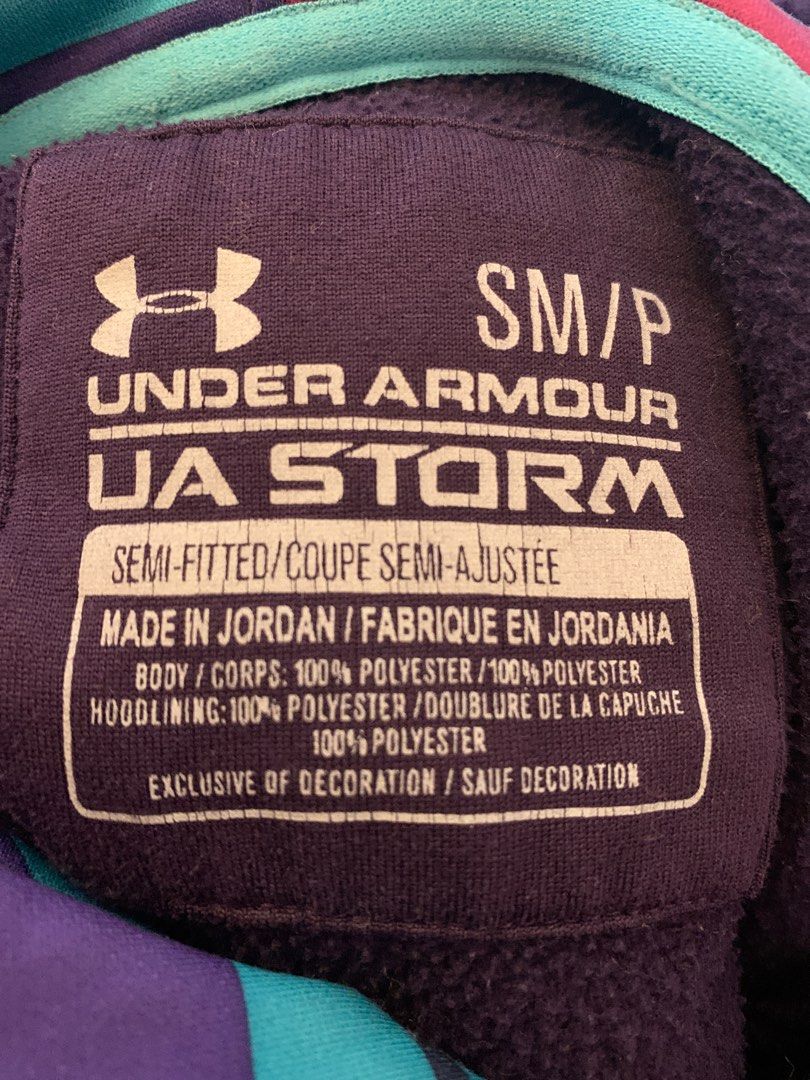 SM/P
UNDER ARMOUR
UA STORM
SEMI-FITTED/COUPE SEMI-AJUSTÉE
MADE IN JORDAN / FABRIQUE EN JORDANIA
BODY / CORPS: 100% POLYESTER /100% POLYESTER
HOODLINING:100% POLYESTER /DOUBLURE DE LA CAPUCHE
100% POLYESTER
EXCLUSIVE OF DECORATION / SAUF DECORATION